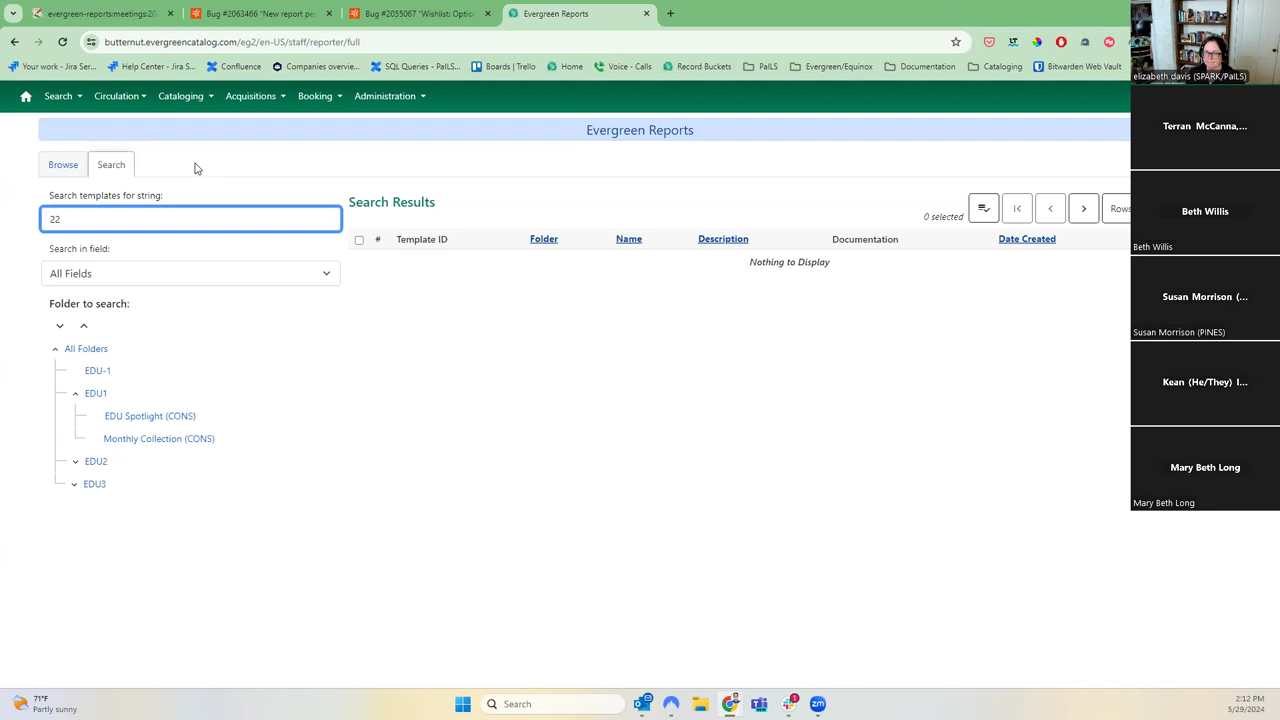 evergreen-reports:meetings:20
Bug #2063466 "New report pe
Bug #2055067 "Wishlist: Optio
Evergreen Reports
butternut.evergreencatalog.com/eg2/en-US/staff/reporter/full
Your work - Jira Ser...
Help Center - Jira S...
Confluence
Companies overvie...
SQL Queries - PaILS...
Boards | Trello
Home
Voice - Calls
Record Buckets
PaILS
Evergreen/Equinox
Documentation
Cataloging
Bitwarden Web Vault
Search
Circulation
Cataloging
Acquisitions
Booking
Administration
Evergreen Reports
Browse
Search
Search templates for string:
22
Search in field:
All Fields
Folder to search:
All Folders
EDU-1
EDU1
EDU Spotlight (CONS)
Monthly Collection (CONS)
EDU2
EDU3
Search Results
0 selected
Rows
# Template ID Folder Name Description Documentation Date Created
Nothing to Display
elizabeth davis (SPARK/PaILS)
Terran McCanna,...
Beth Willis
Beth Willis
Susan Morrison (...
Susan Morrison (PINES)
Kean (He/They) I...
Mary Beth Long
Mary Beth Long
71°F
Partly sunny
Search
2:12 PM
5/29/2024